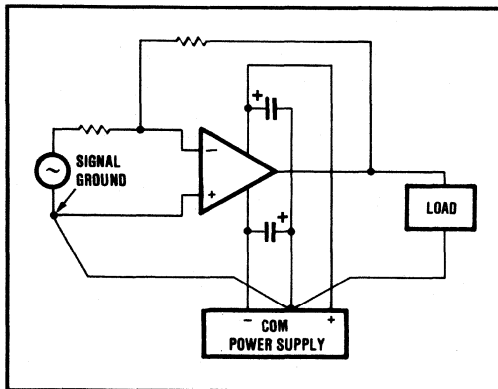 +
SIGNAL
GROUND
−
+
+
LOAD
− COM +
POWER SUPPLY